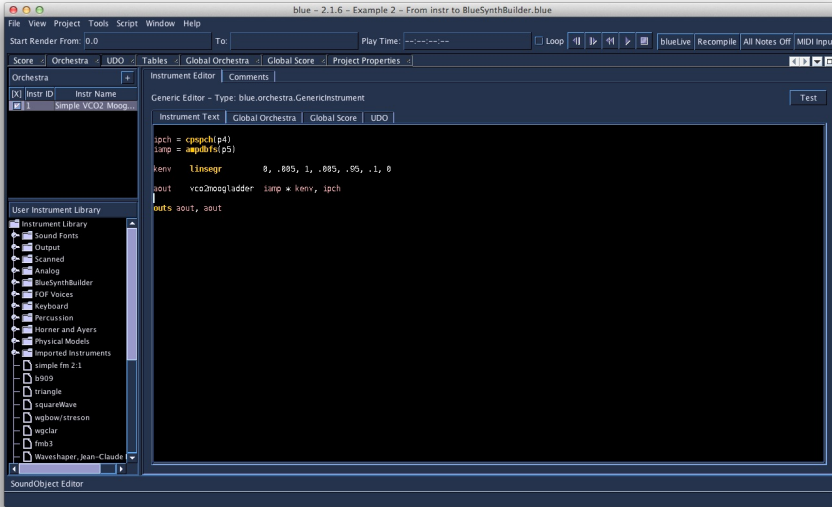 blue - 2.1.6 - Example 2 - From instr to BlueSynthBuilder.blue
File View Project Tools Script Window Help
Start Render From: 0.0 To: Play Time: --:--:--:-- Loop blueLive Recompile All Notes Off MIDI Inpu
Score Orchestra UDO Tables Global Orchestra Global Score Project Properties
Orchestra + Instrument Editor Comments
[X] Instr ID Instr Name
1 Simple VCO2 Moog...
Generic Editor - Type: blue.orchestra.GenericInstrument Test
Instrument Text Global Orchestra Global Score UDO
ipch = cpspch(p4)
iamp = ampdbfs(p5)
kenv linsegr 0, .005, 1, .005, .95, .1, 0
aout vco2moogladder iamp * kenv, ipch
outs aout, aout
User Instrument Library
Instrument Library
Sound Fonts
Output
Scanned
Analog
BlueSynthBuilder
FOF Voices
Keyboard
Percussion
Horner and Ayers
Physical Models
Imported Instruments
simple fm 2:1
b909
triangle
squareWave
wgbow/streson
wgclar
fmb3
Waveshaper, Jean-Claude
SoundObject Editor